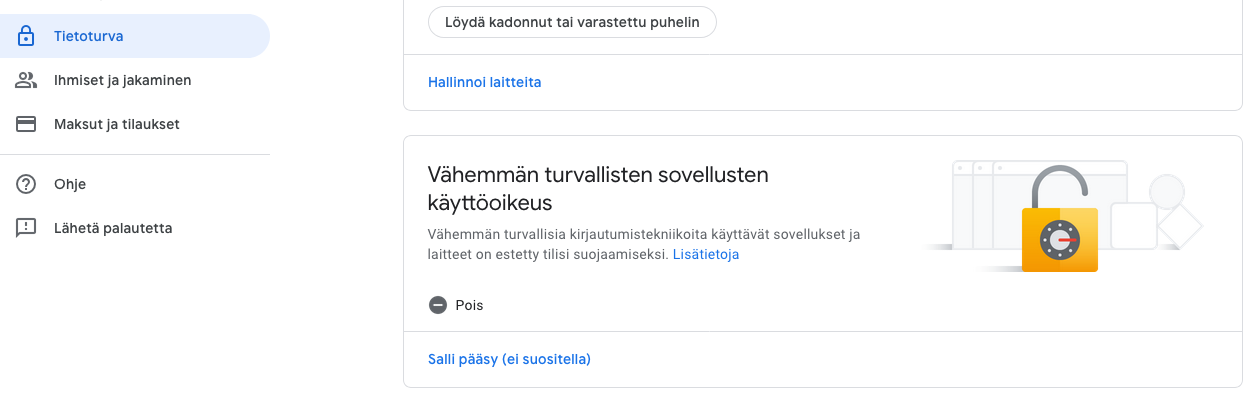 Tietoturva
Ihmiset ja jakaminen
Maksut ja tilaukset
Ohje
Lähetä palautetta
Löydä kadonnut tai varastettu puhelin
Hallinnoi laitteita
Vähemmän turvallisten sovellusten
käyttöoikeus
Vähemmän turvallisia kirjautumistekniikoita käyttävät sovellukset ja
laitteet on estetty tilisi suojaamiseksi. Lisätietoja
Pois
Salli pääsy (ei suositella)